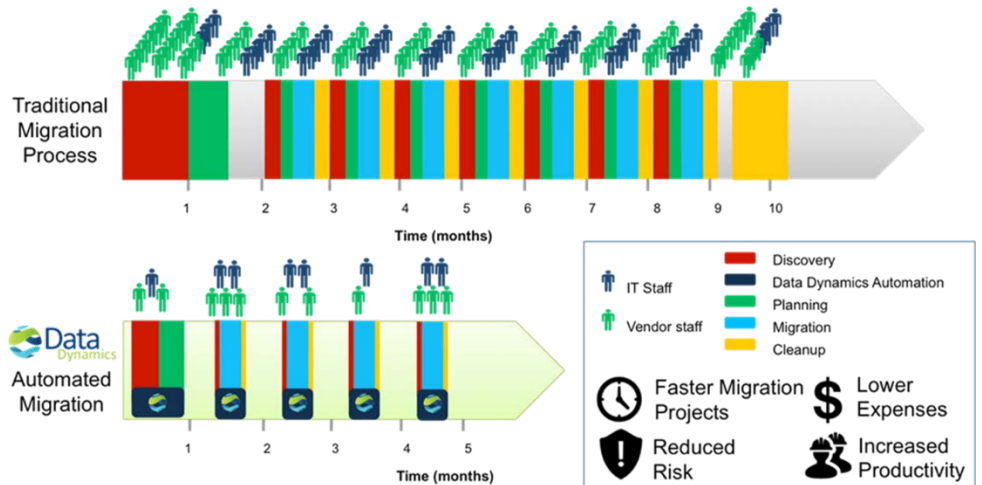 Traditional
Migration
Process
1 2 3 4 5 6 7 8 9 10
Time (months)
Data
Dynamics
Automated
Migration
1 2 3 4 5
Time (months)
IT Staff
Vendor staff
Discovery
Data Dynamics Automation
Planning
Migration
Cleanup
Faster Migration
Projects
Lower
Expenses
Reduced
Risk
Increased
Productivity